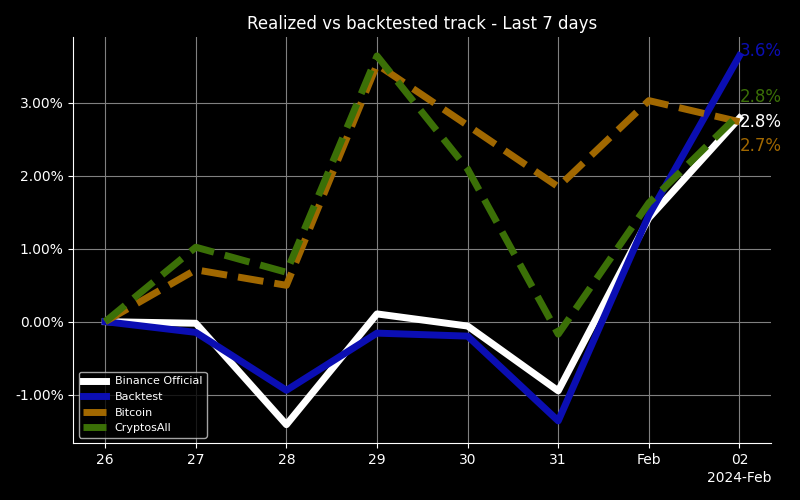 Realized vs backtested track - Last 7 days
3.6%
2.8%
2.8%
2.7%
3.00%
2.00%
1.00%
0.00%
-1.00%
Binance Official
Backtest
Bitcoin
CryptosAll
26 27 28 29 30 31 Feb 02
2024-Feb